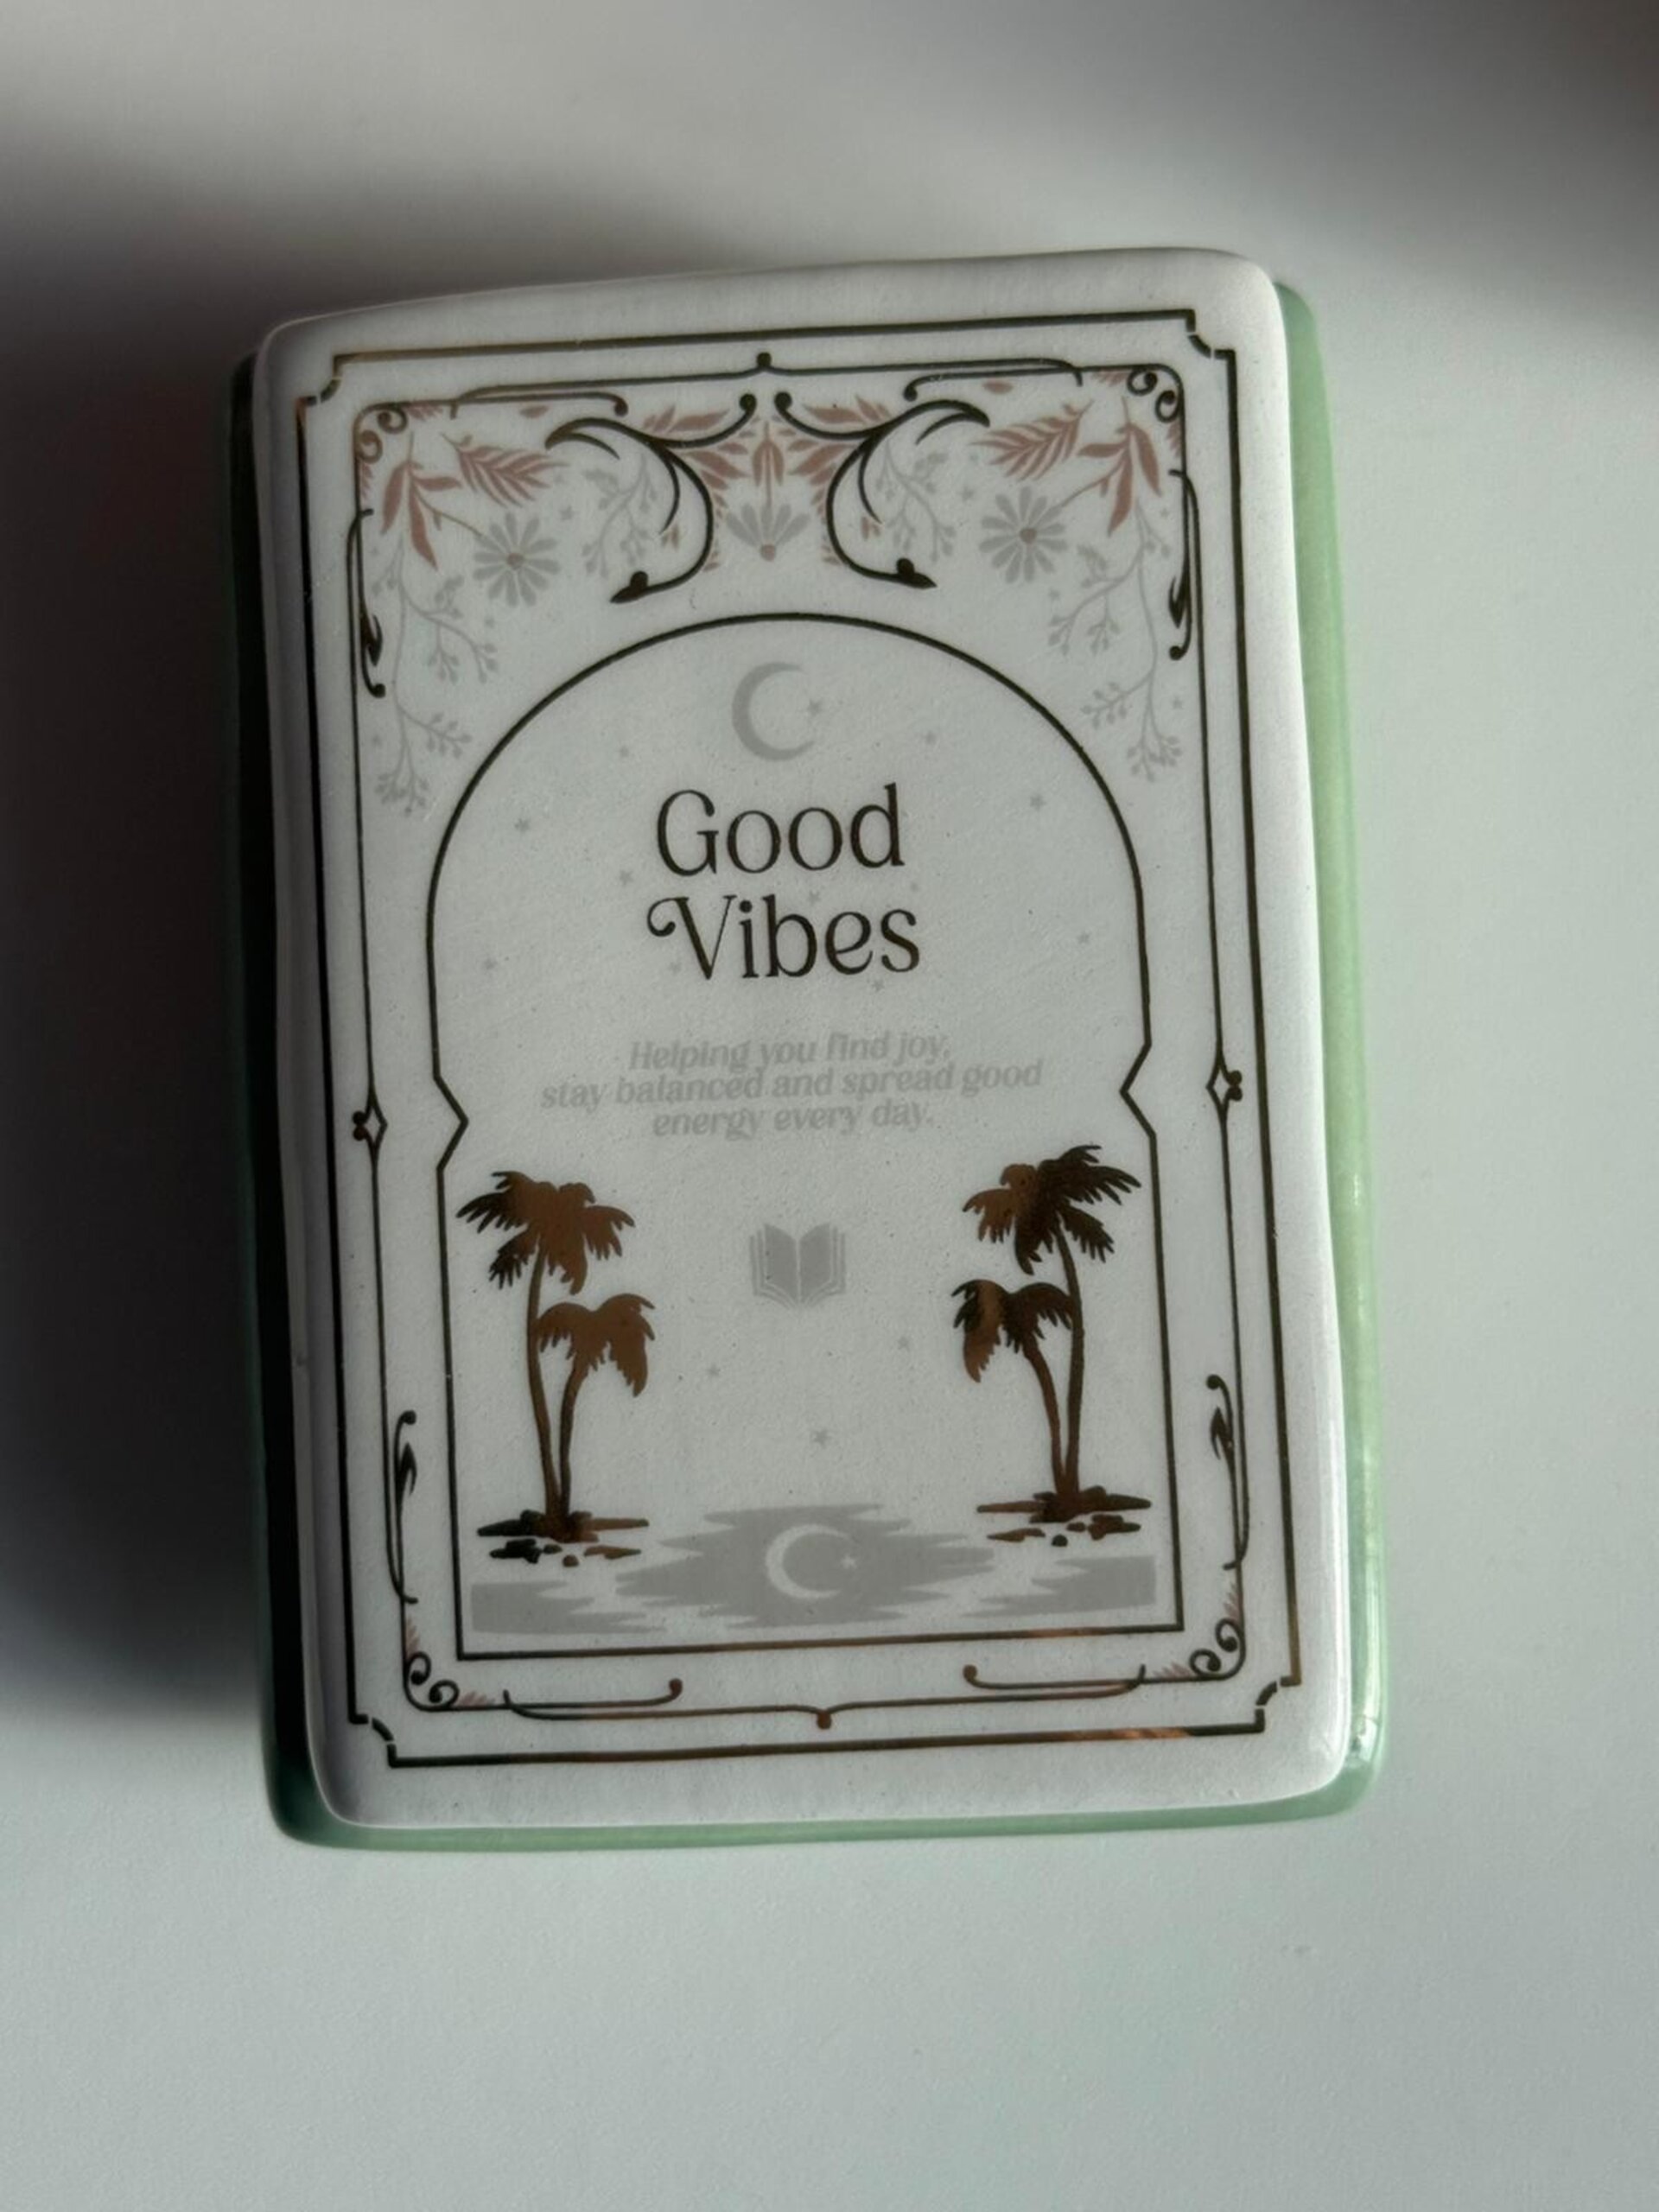 Good
Vibes
Helping you find joy,
stay balanced and spread good
energy every day.